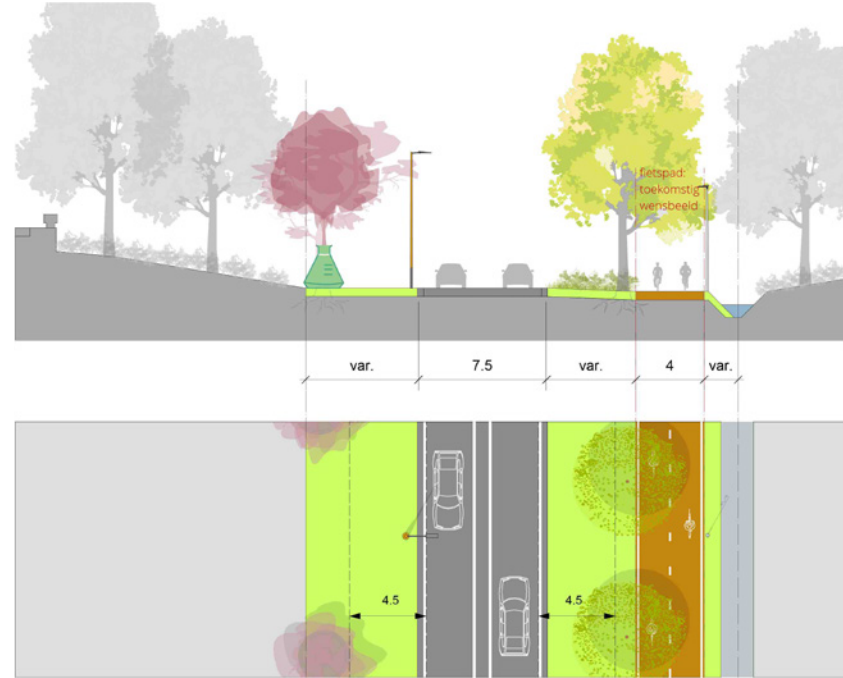 fietspad:
toekomstig
wensbeeld
var.
7.5
var.
4
var.
4.5
4.5